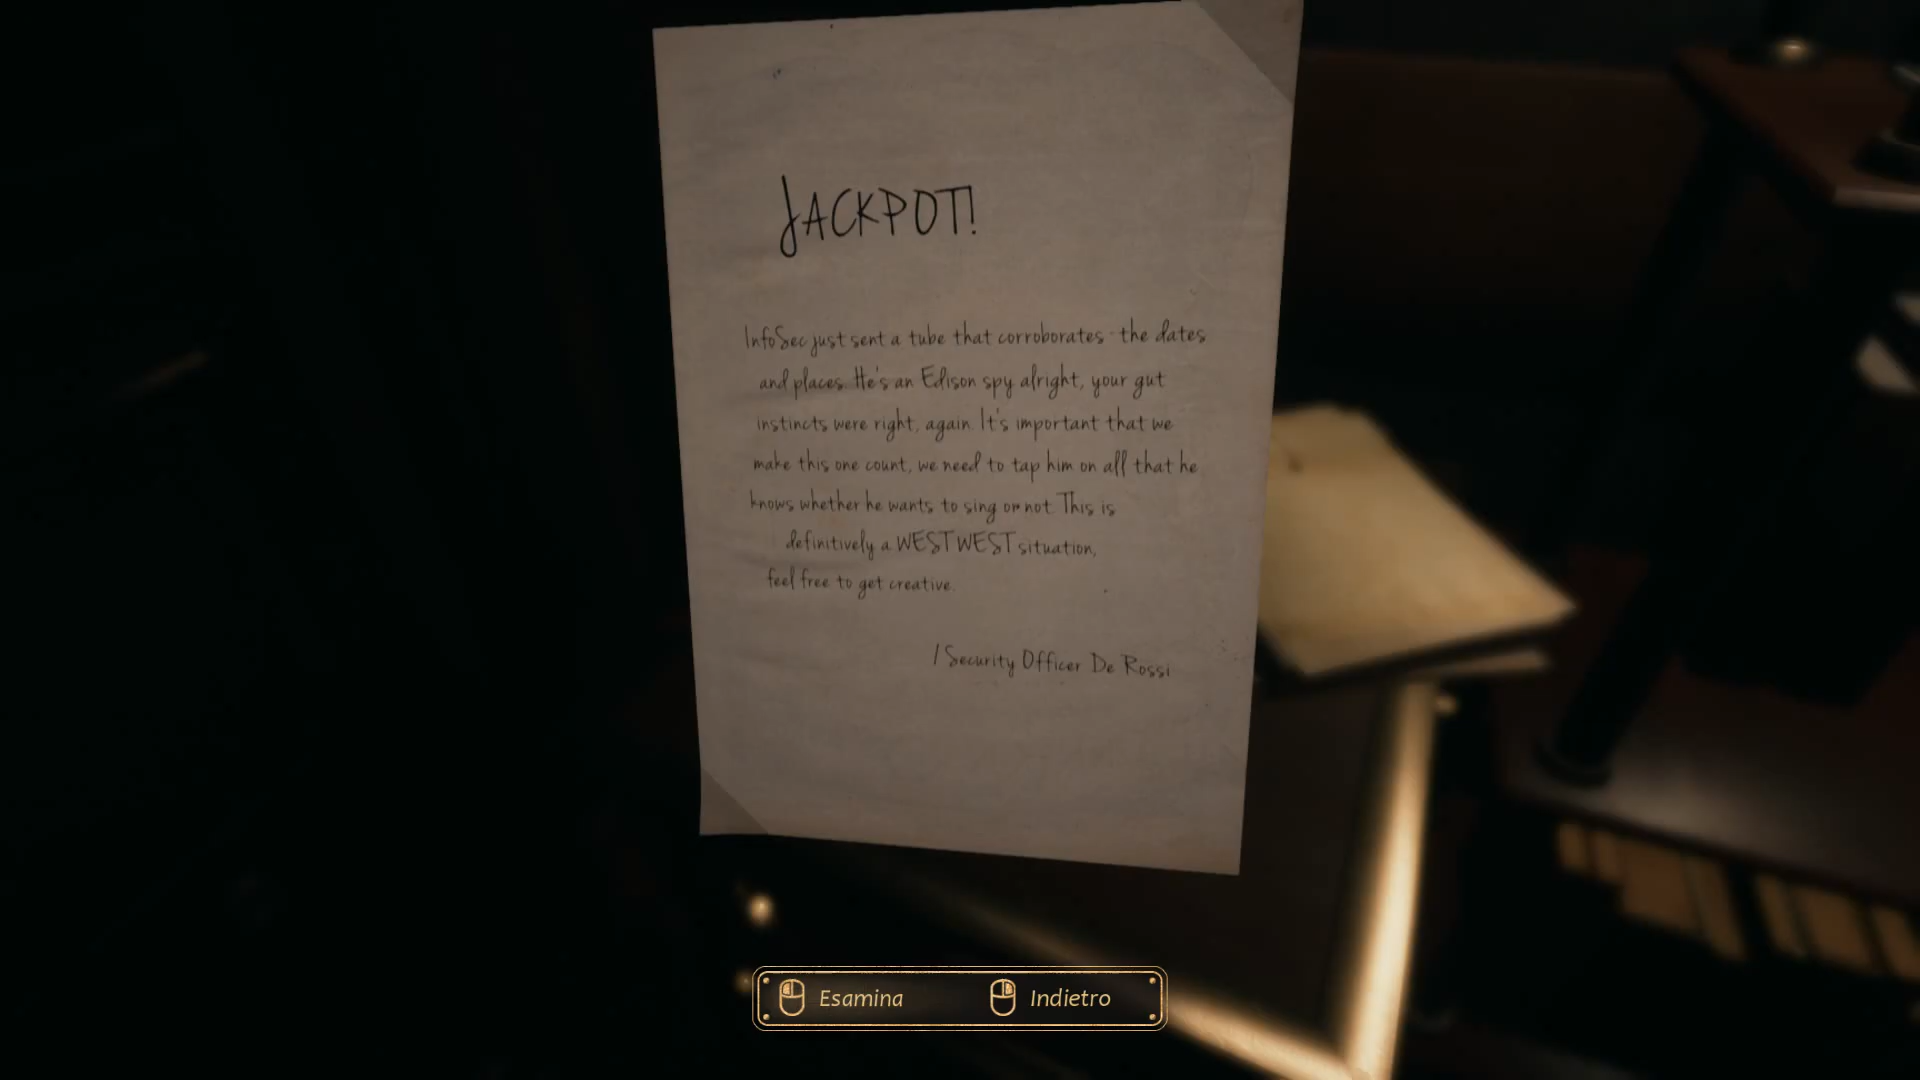 JACKPOT!
InfoSec just sent a tube that corroborates - the dates
and places. He's an Edison spy alright, your gut
instincts were right, again. It's important that we
make this one count, we need to tap him on all that he
knows whether he wants to sing or not. This is
definitively a WEST WEST situation,
feel free to get creative.
/ Security Officer De Rossi
Esamina
Indietro